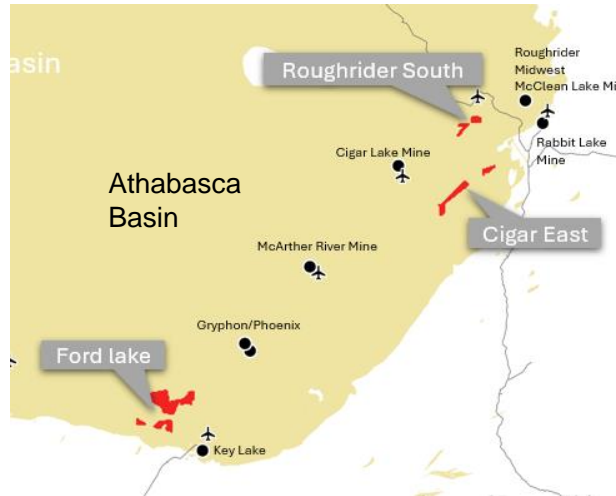 asin
Roughrider South
Roughrider
Midwest
McClean Lake Mi
Cigar Lake Mine
Rabbit Lake
Mine
Athabasca
Basin
Cigar East
McArther River Mine
Gryphon/Phoenix
Ford lake
Key Lake